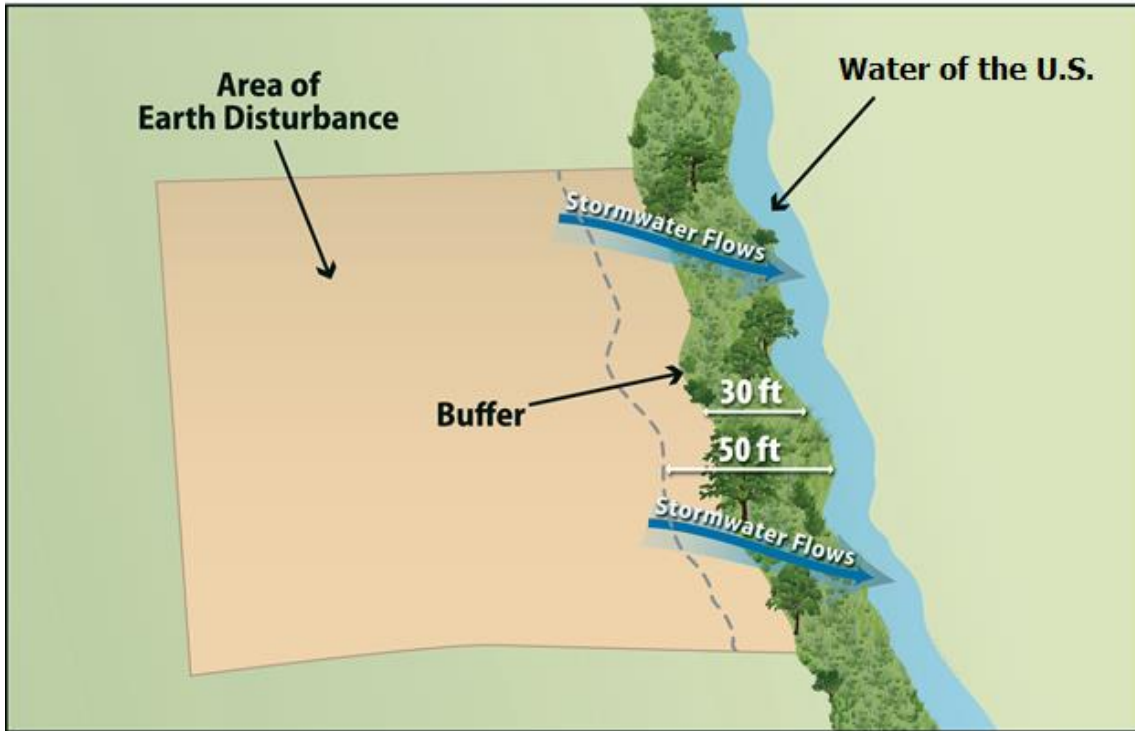 Area of
Earth Disturbance
Water of the U.S.
Stormwater Flows
Buffer
30 ft
50 ft
Stormwater Flows